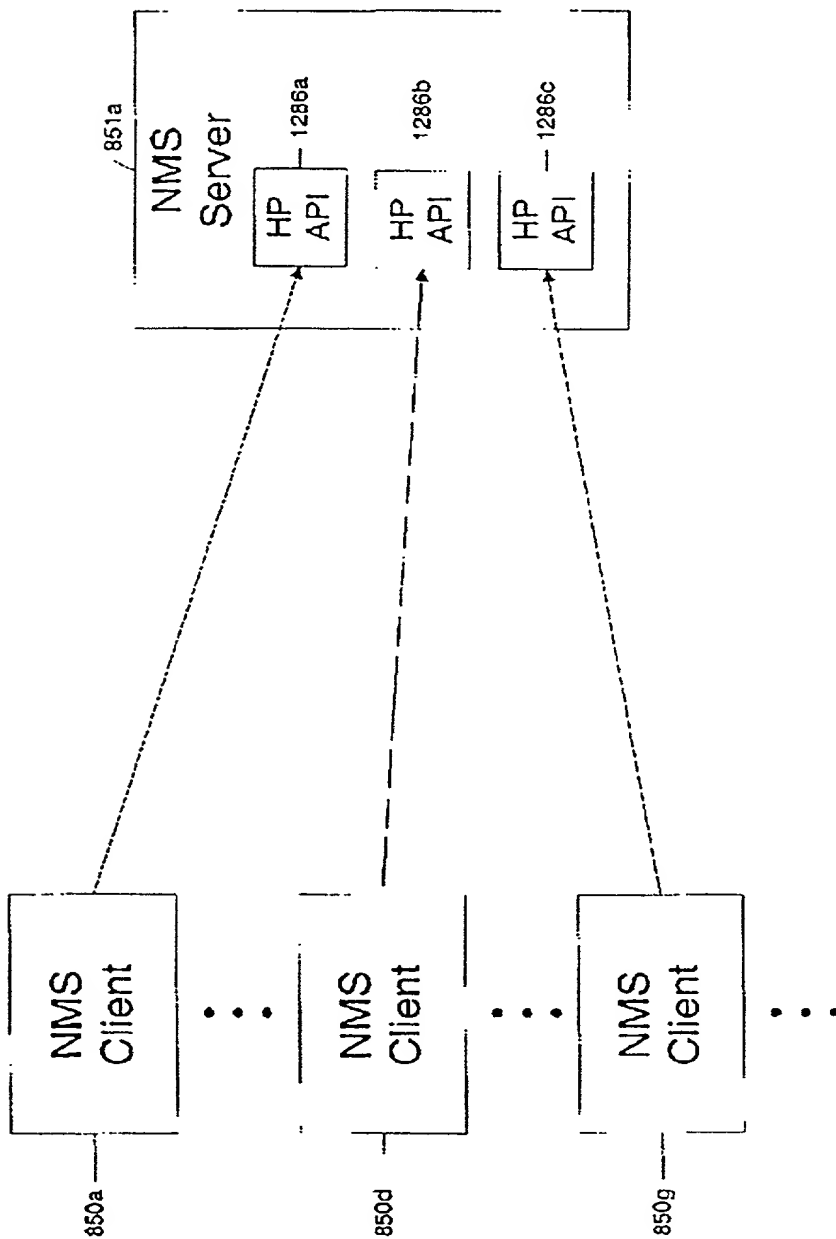 851a
NMS
Server
HP
API
1286a
HP
API
1286b
HP
API
1286c
NMS
Client
850a
NMS
Client
850d
NMS
Client
850g